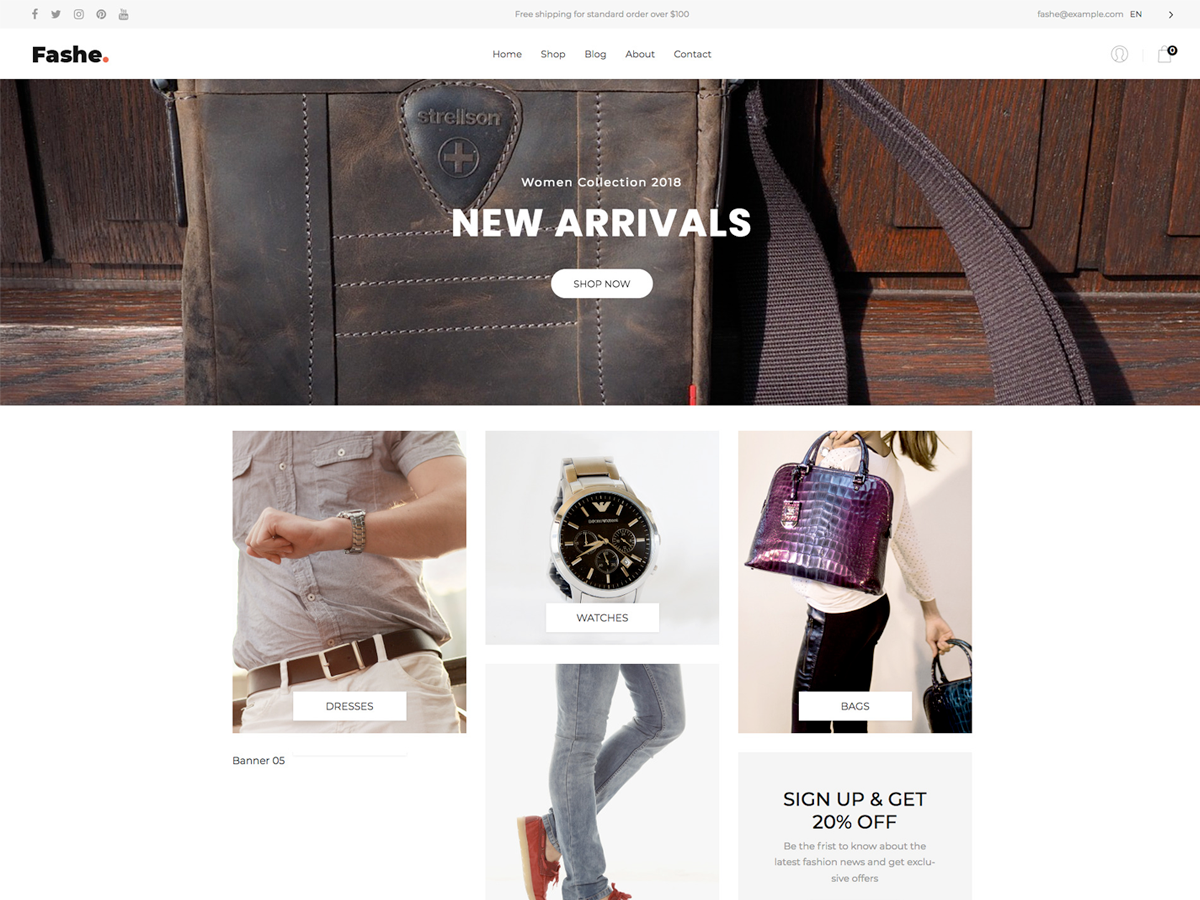 Free shipping for standard order over $100
fashe@example.com EN
Fashe.
Home Shop Blog About Contact
0
strellson
Women Collection 2018
NEW ARRIVALS
SHOP NOW
WATCHES
DRESSES
BAGS
Banner 05
SIGN UP & GET
20% OFF
Be the frist to know about the
latest fashion news and get exclu-
sive offers